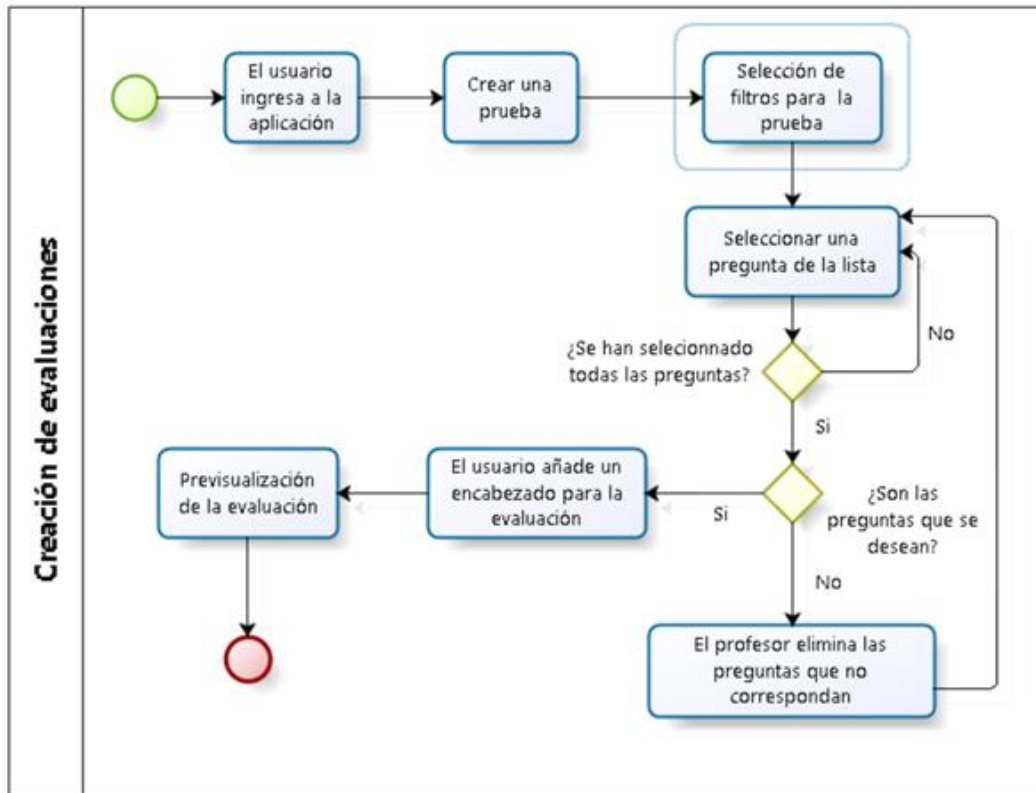 Creación de evaluaciones
El usuario
ingresa a la
aplicación
Crear una
prueba
Selección de
filtros para la
prueba
Seleccionar una
pregunta de la lista
¿Se han selecionnado
todas las preguntas?
No
Si
¿Son las
preguntas que se
desean?
Si
El usuario añade un
encabezado para la
evaluación
Previsualización
de la evaluación
No
El profesor elimina las
preguntas que no
correspondan